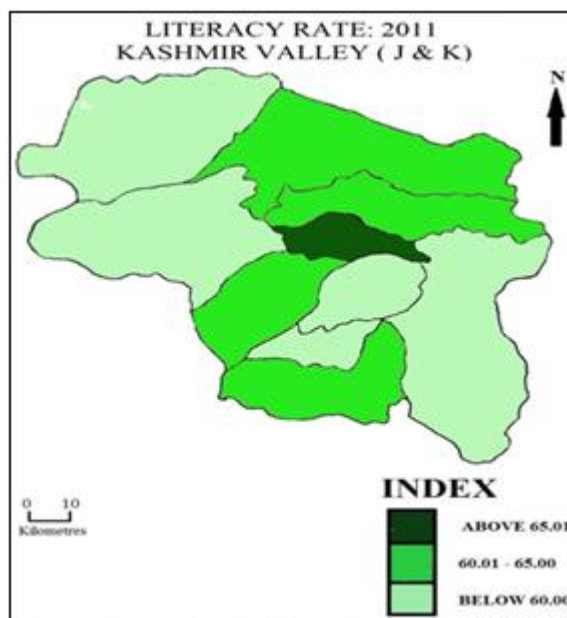 LITERACY RATE: 2011
KASHMIR VALLEY ( J & K)
N
0 10
Kilometres
INDEX
ABOVE 65.01
60.01 - 65.00
BELOW 60.00